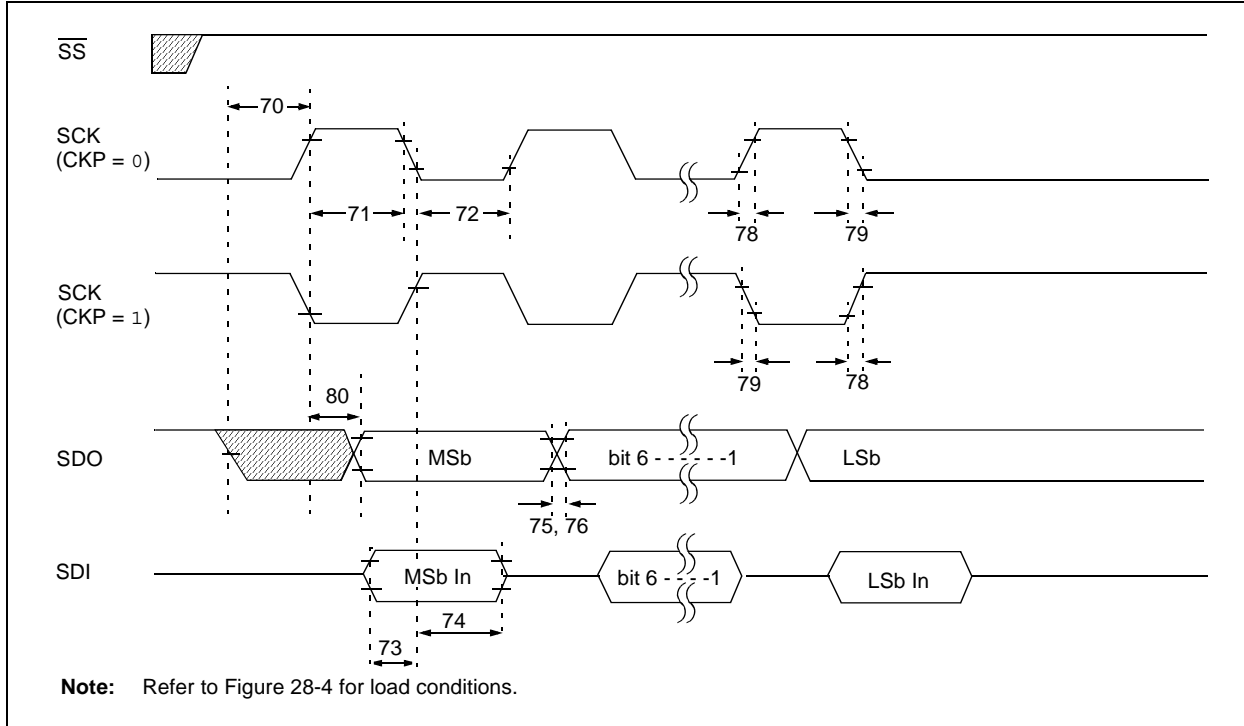 SS
70
SCK
(CKP = 0)
71
72
78
79
SCK
(CKP = 1)
79
78
80
SDO
MSb
bit 6 - - - - - -1
LSb
75, 76
SDI
MSb In
bit 6 - - - - -1
LSb In
74
73
Note: Refer to Figure 28-4 for load conditions.